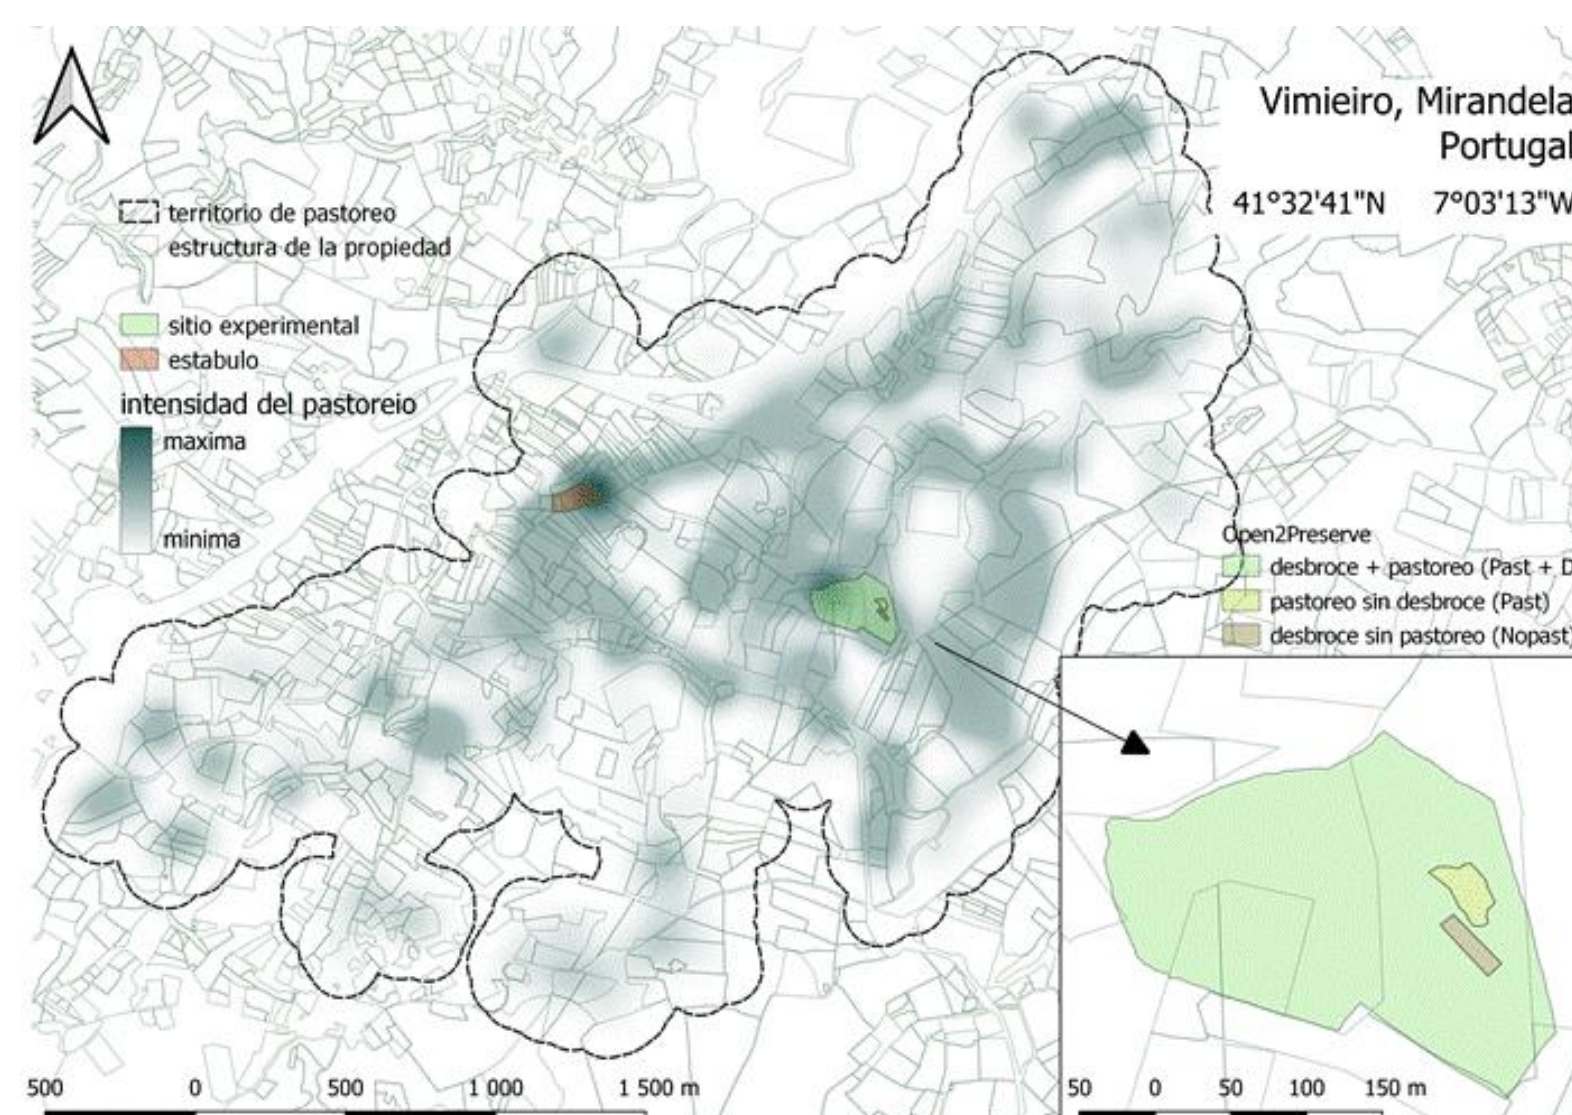 Vimieiro, Mirandela
Portugal
41°32'41"N 7°03'13"W
territorio de pastoreo
estructura de la propiedad
sitio experimental
estabulo
intensidad del pastoreio
maxima
minima
Open2Preserve
desbroce + pastoreo (Past + D
pastoreo sin desbroce (Past)
desbroce sin pastoreo (Nopast)
500 0 500 1 000 1 500 m
50 0 50 100 150 m